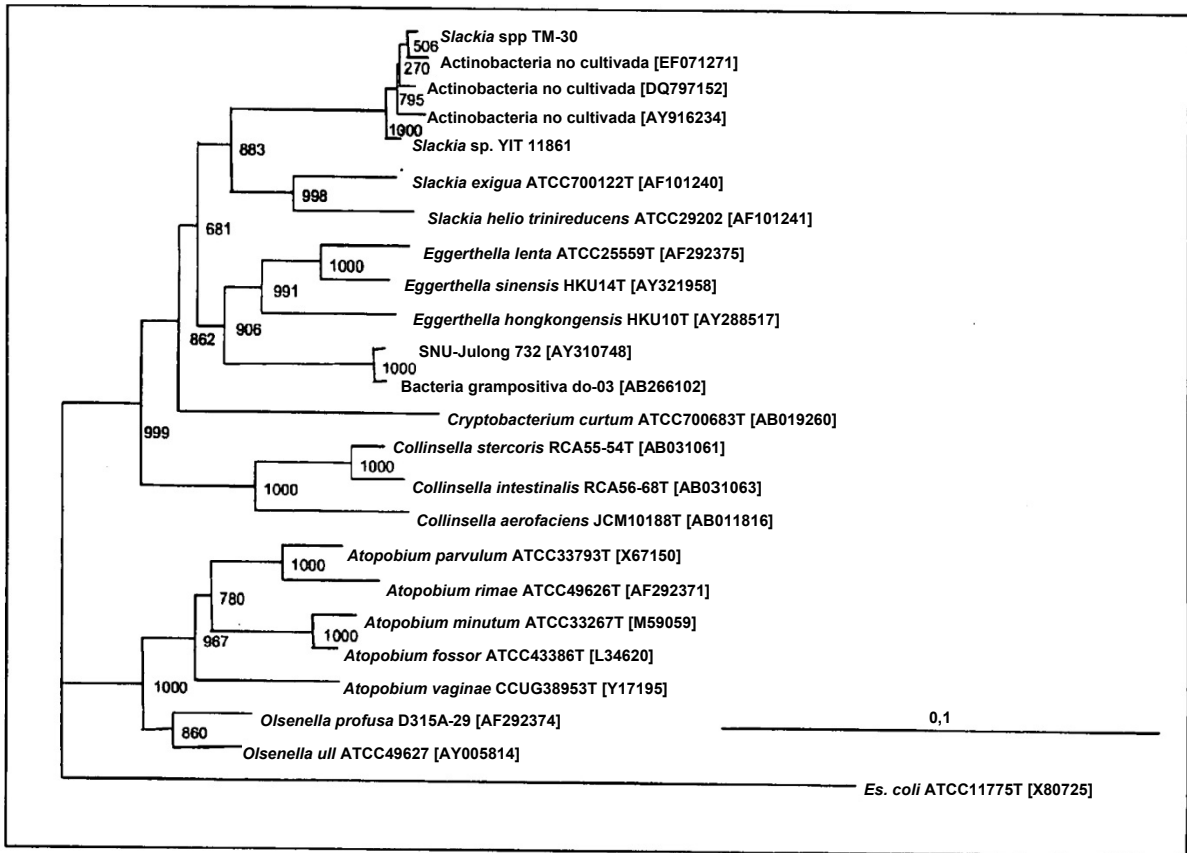 Slackia spp TM-30
506
Actinobacteria no cultivada [EF071271]
270
Actinobacteria no cultivada [DQ797152]
795
Actinobacteria no cultivada [AY916234]
1000
Slackia sp. YIT 11861
883
Slackia exigua ATCC700122T [AF101240]
998
Slackia helio trinireducens ATCC29202 [AF101241]
681
Eggerthella lenta ATCC25559T [AF292375]
1000
Eggerthella sinensis HKU14T [AY321958]
991
Eggerthella hongkongensis HKU10T [AY288517]
906
862
SNU-Julong 732 [AY310748]
1000
Bacteria grampositiva do-03 [AB266102]
Cryptobacterium curtum ATCC700683T [AB019260]
999
Collinsella stercoris RCA55-54T [AB031061]
1000
Collinsella intestinalis RCA56-68T [AB031063]
1000
Collinsella aerofaciens JCM10188T [AB011816]
Atopobium parvulum ATCC33793T [X67150]
1000
Atopobium rimae ATCC49626T [AF292371]
780
Atopobium minutum ATCC33267T [M59059]
1000
967
Atopobium fossor ATCC43386T [L34620]
1000
Atopobium vaginae CCUG38953T [Y17195]
Olsenella profusa D315A-29 [AF292374]
0,1
860
Olsenella ull ATCC49627 [AY005814]
Es. coli ATCC11775T [X80725]